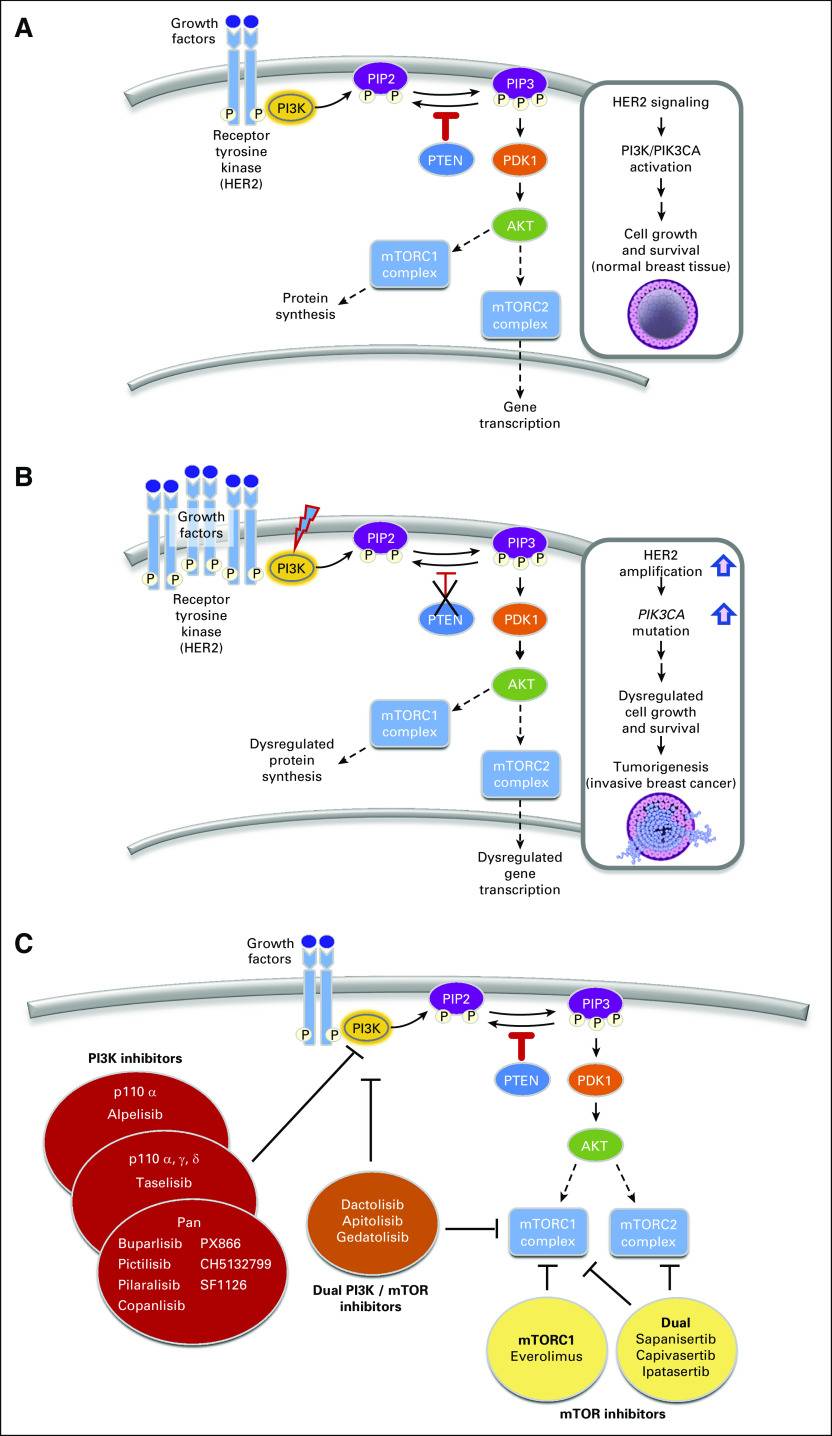 A
Growth
factors
P
P
PI3K
Receptor
tyrosine
kinase
(HER2)
PIP2
P
P
PIP3
P
P
P
PTEN
PDK1
AKT
mTORC1
complex
Protein
synthesis
mTORC2
complex
Gene
transcription
HER2 signaling
PI3K/PIK3CA
activation
Cell growth
and survival
(normal breast tissue)
B
Growth
factors
P
P
P
P
P
P
PI3K
Receptor
tyrosine
kinase
(HER2)
PIP2
P
P
PIP3
P
P
P
PTEN
PDK1
AKT
mTORC1
complex
Dysregulated
protein
synthesis
mTORC2
complex
Dysregulated
gene
transcription
HER2
amplification
PIK3CA
mutation
Dysregulated
cell growth
and survival
Tumorigenesis
(invasive breast cancer)
C
Growth
factors
P
P
PI3K
PIP2
P
P
PIP3
P
P
P
PTEN
PDK1
AKT
mTORC1
complex
mTORC2
complex
PI3K inhibitors
p110 α
Alpelisib
p110 α, γ, δ
Taselisib
Pan
Buparlisib PX866
Pictilisib CH5132799
Pilaralisib SF1126
Copanlisib
Dactolisib
Apitolisib
Gedatolisib
Dual PI3K / mTOR
inhibitors
mTORC1
Everolimus
Dual
Sapanisertib
Capivasertib
Ipatasertib
mTOR inhibitors